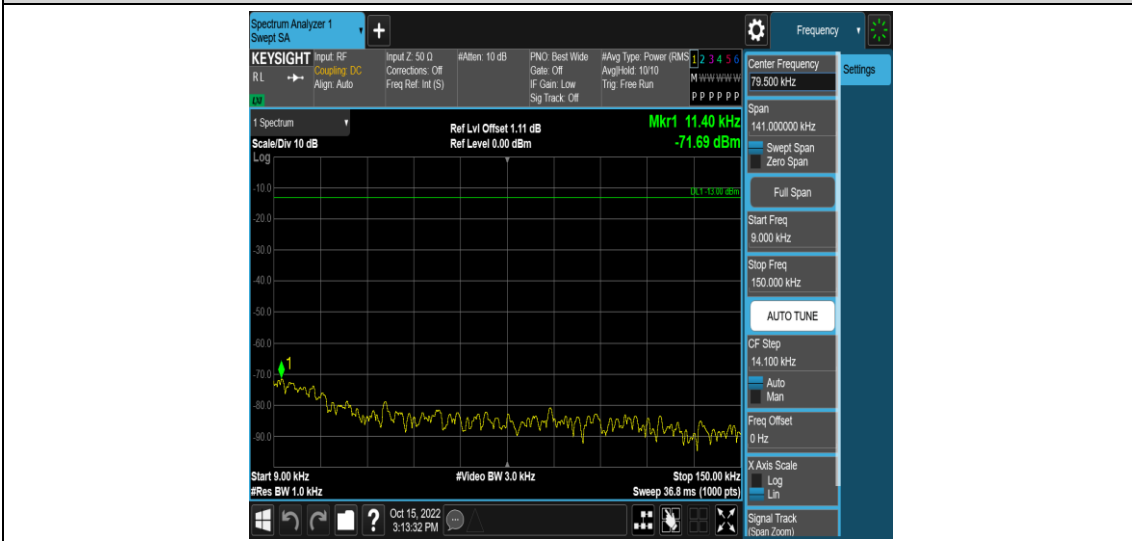 Spectrum Analyzer 1
Swept SA
+
Frequency
KEYSIGHT
RL
LXI
Input: RF
Coupling: DC
Align: Auto
Input Z: 50 Ω
Corrections: Off
Freq Ref: Int (S)
#Atten: 10 dB
PNO: Best Wide
Gate: Off
IF Gain: Low
Sig Track: Off
#Avg Type: Power (RMS
Avg|Hold: 10/10
Trig: Free Run
1 2 3 4 5 6
M W W W W W
P P P P P P
1 Spectrum
Scale/Div 10 dB
Log
Ref Lvl Offset 1.11 dB
Ref Level 0.00 dBm
Mkr1 11.40 kHz
-71.69 dBm
DL1 -13.00 dBm
-10.0
-20.0
-30.0
-40.0
-50.0
-60.0
-70.0
-80.0
-90.0
1
Start 9.00 kHz
#Res BW 1.0 kHz
#Video BW 3.0 kHz
Stop 150.00 kHz
Sweep 36.8 ms (1000 pts)
Center Frequency
79.500 kHz
Settings
Span
141.000000 kHz
Swept Span
Zero Span
Full Span
Start Freq
9.000 kHz
Stop Freq
150.000 kHz
AUTO TUNE
CF Step
14.100 kHz
Auto
Man
Freq Offset
0 Hz
X Axis Scale
Log
Lin
Signal Track
(Span Zoom)
?
Oct 15, 2022
3:13:32 PM